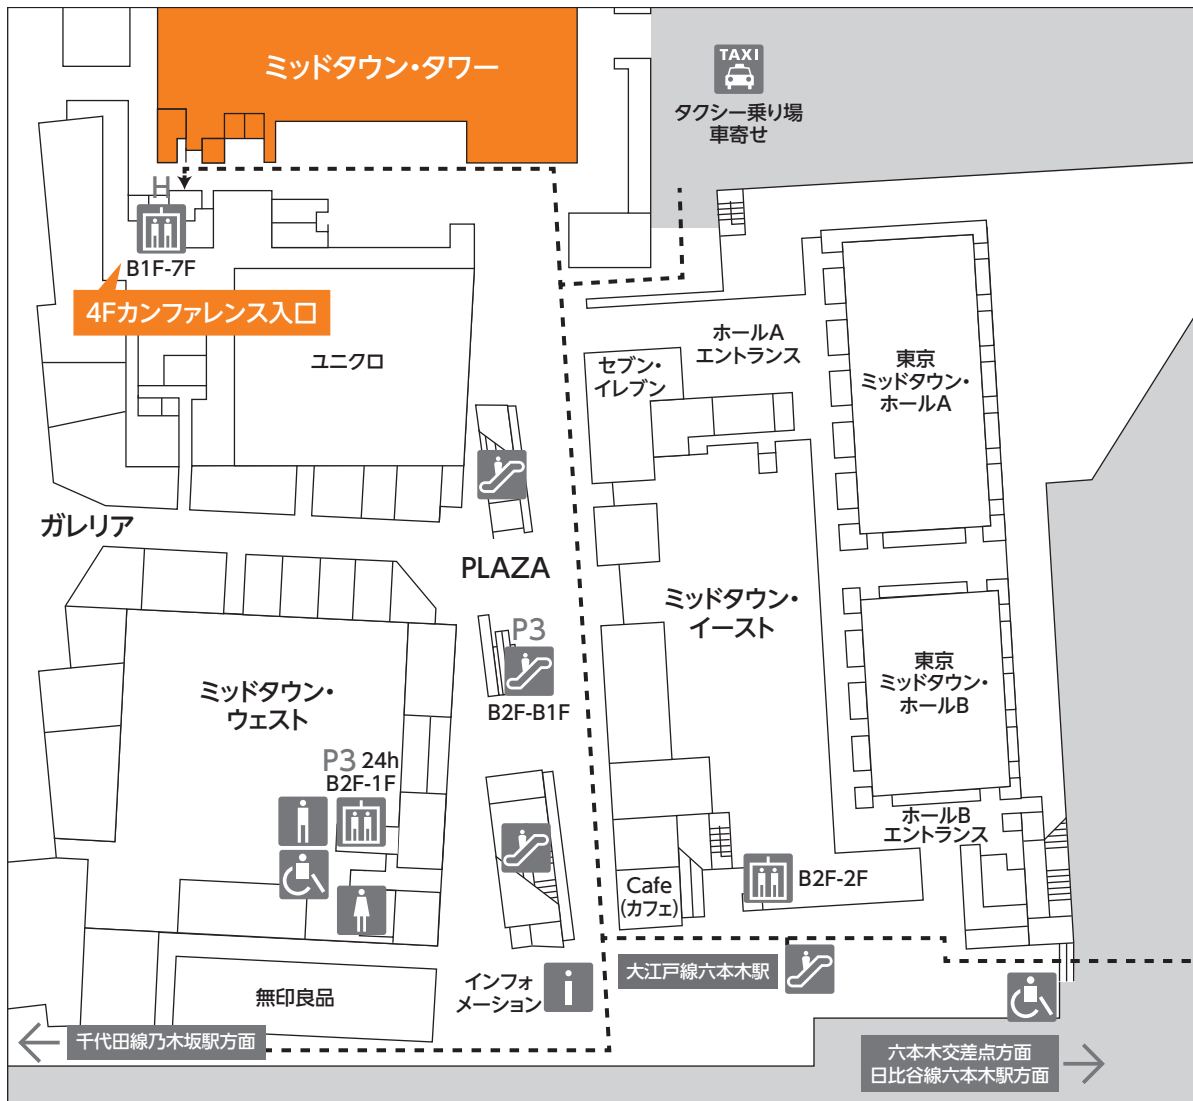 ミッドタウン・タワー
TAXI
タクシー乗り場
車寄せ
H
B1F-7F
4Fカンファレンス入口
ユニクロ
セブン・
イレブン
ホールA
エントランス
東京
ミッドタウン・
ホールA
ガレリア
PLAZA
ミッドタウン・
イースト
P3
B2F-B1F
東京
ミッドタウン・
ホールB
ミッドタウン・
ウェスト
P3 24h
B2F-1F
ホールB
エントランス
Cafe
(カフェ)
B2F-2F
大江戸線六本木駅
インフォ
メーション
i
無印良品
千代田線乃木坂駅方面
六本木交差点方面
日比谷線六本木駅方面